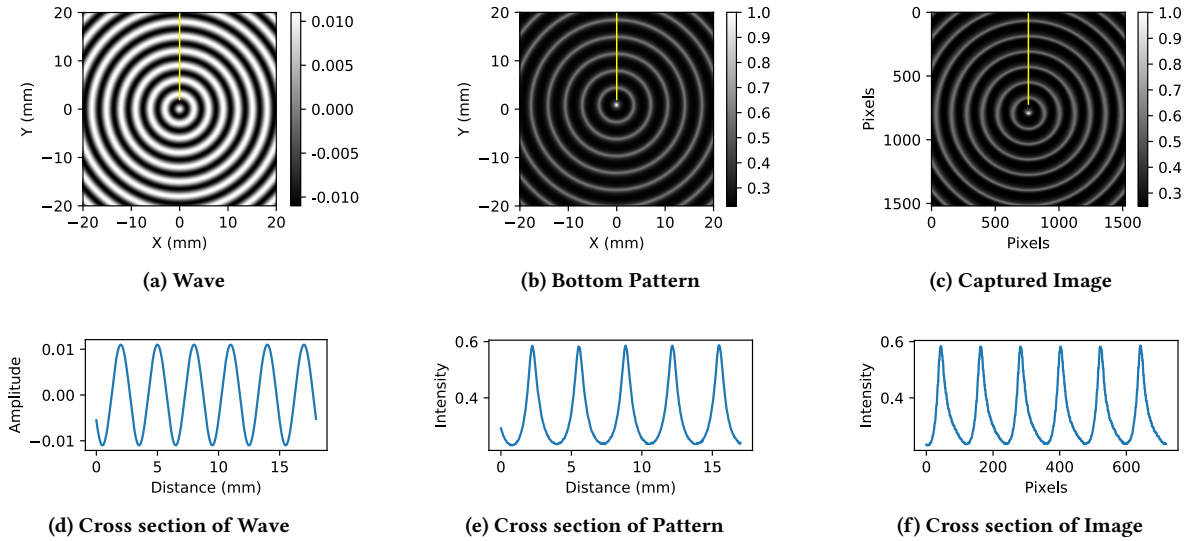 20
10
0
−10
−20
Y (mm)
−20 −10 0 10 20
X (mm)
0.010
0.005
0.000
−0.005
−0.010
(a) Wave
20
10
0
−10
−20
Y (mm)
−20 −10 0 10 20
X (mm)
1.0
0.9
0.8
0.7
0.6
0.5
0.4
0.3
(b) Bottom Pattern
0
500
1000
1500
Pixels
0 500 1000 1500
Pixels
1.0
0.9
0.8
0.7
0.6
0.5
0.4
0.3
(c) Captured Image
0.01
0.00
−0.01
Amplitude
0 5 10 15
Distance (mm)
(d) Cross section of Wave
0.6
0.4
Intensity
0 5 10 15
Distance (mm)
(e) Cross section of Pattern
0.6
0.4
Intensity
0 200 400 600
Pixels
(f) Cross section of Image